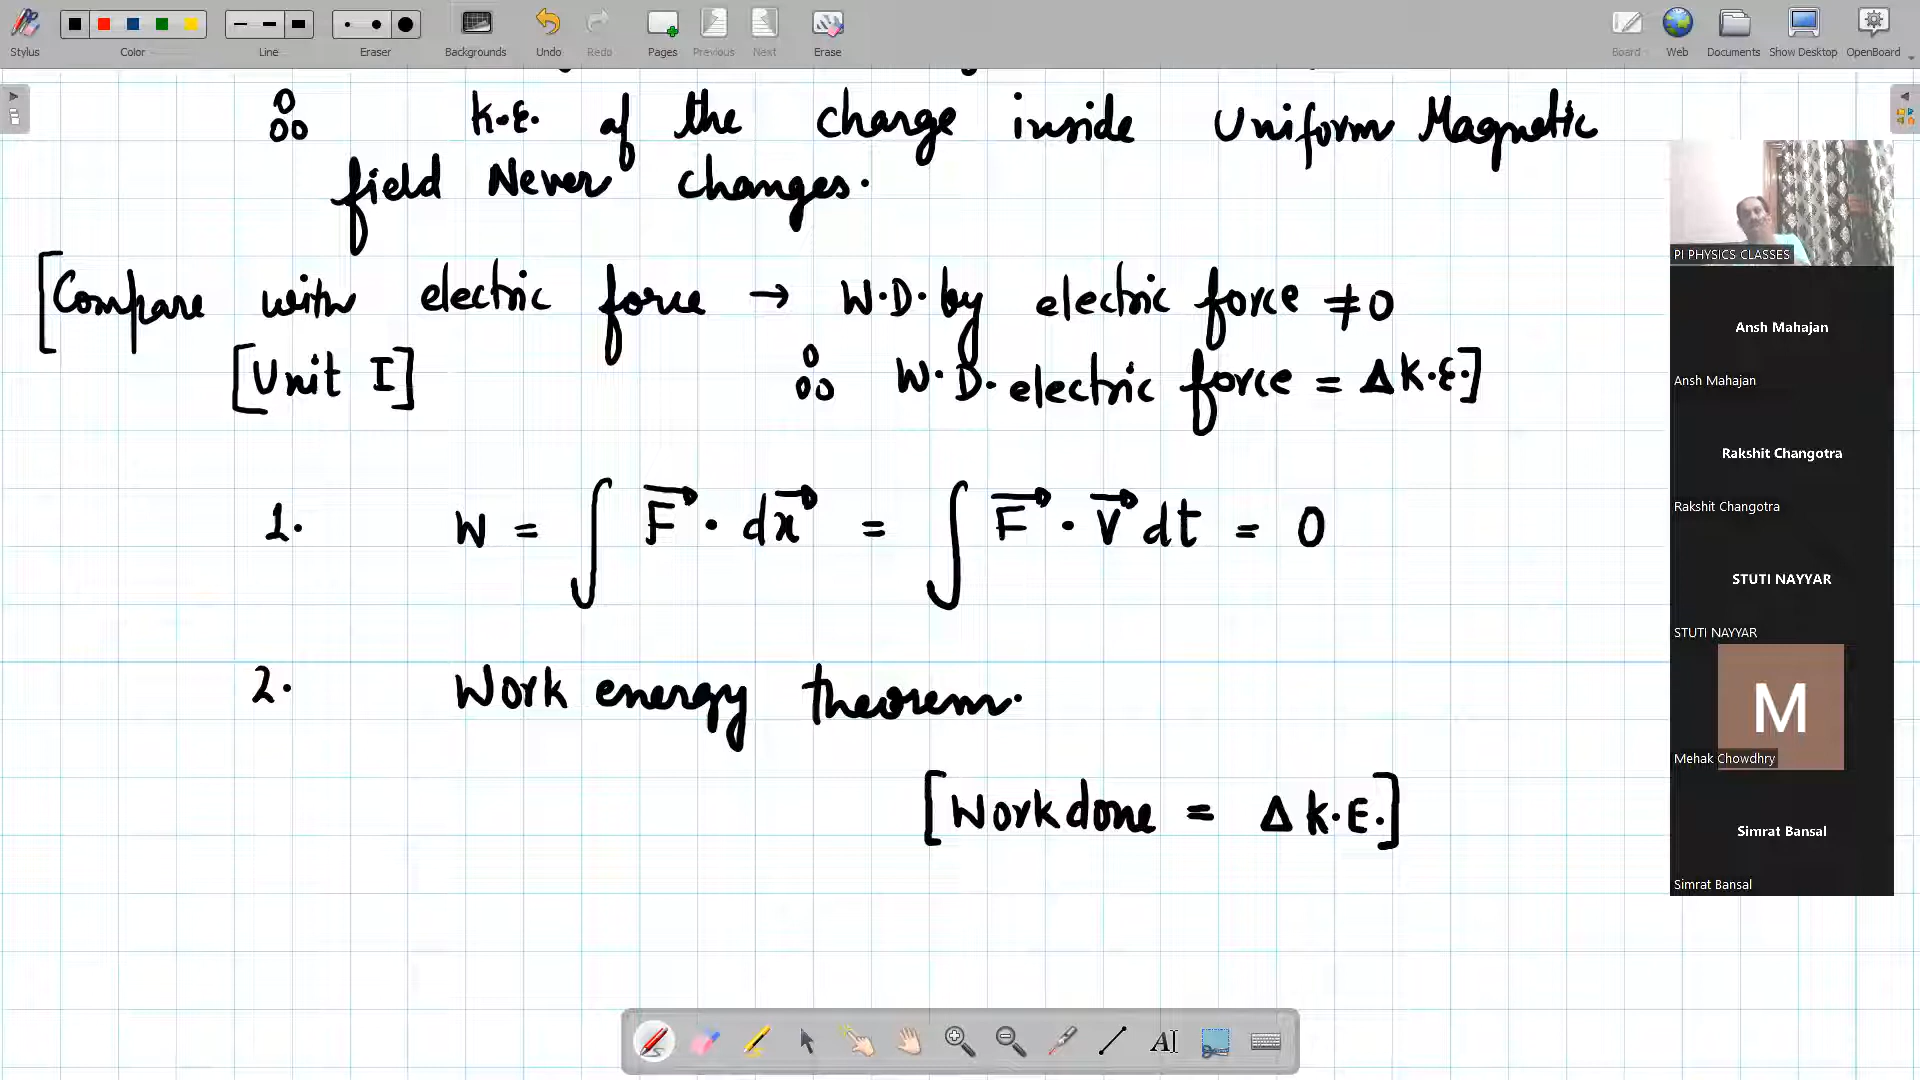 Stylus Color Line Eraser Backgrounds Undo Redo Pages Previous Next Erase Board Web Documents Show Desktop OpenBoard
∴ K.E. of the charge inside Uniform Magnetic
field Never changes.
[Compare with electric force → W.D. by electric force ≠ 0
[Unit I] ∴ W.D. electric force = Δ K.E.]
1. W = ∫ F⃗ · dx⃗ = ∫ F⃗ · V⃗ dt = 0
2. Work energy theorem.
[Work done = Δ K.E.]
PI PHYSICS CLASSES
Ansh Mahajan
Ansh Mahajan
Rakshit Changotra
Rakshit Changotra
STUTI NAYYAR
STUTI NAYYAR
M
Mehak Chowdhry
Simrat Bansal
Simrat Bansal